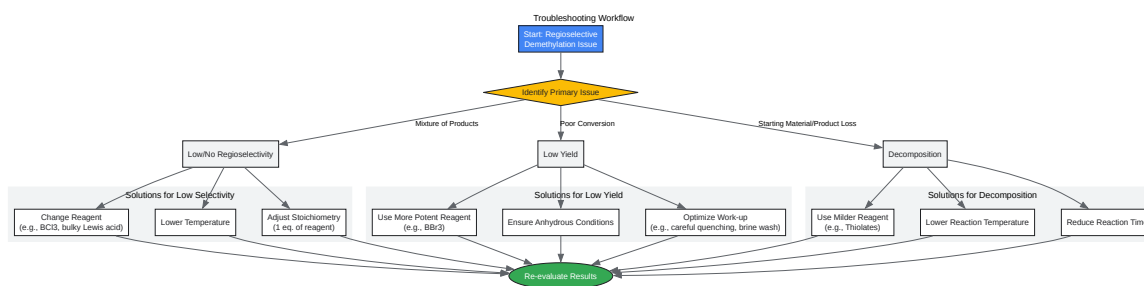 Troubleshooting Workflow
Start: Regioselective
Demethylation Issue
Identify Primary Issue
Mixture of Products
Poor Conversion
Starting Material/Product Loss
Low/No Regioselectivity
Low Yield
Decomposition
Solutions for Low Selectivity
Solutions for Low Yield
Solutions for Decomposition
Change Reagent
(e.g., BCl3, bulky Lewis acid)
Lower Temperature
Adjust Stoichiometry
(1 eq. of reagent)
Use More Potent Reagent
(e.g., BBr3)
Ensure Anhydrous Conditions
Optimize Work-up
(e.g., careful quenching, brine wash)
Use Milder Reagent
(e.g., Thiolates)
Lower Reaction Temperature
Reduce Reaction Time
Re-evaluate Results